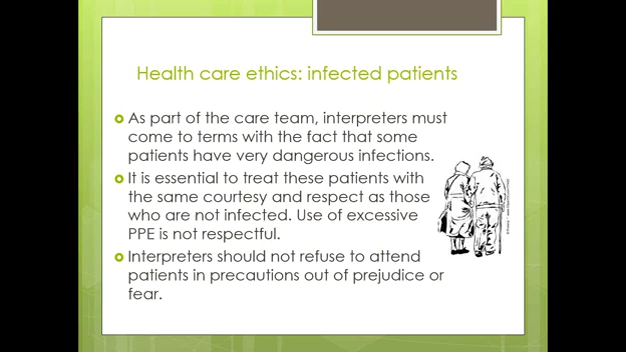 Health care ethics: infected patients
As part of the care team, interpreters must
come to terms with the fact that some
patients have very dangerous infections.
It is essential to treat these patients with
the same courtesy and respect as those
who are not infected. Use of excessive
PPE is not respectful.
Interpreters should not refuse to attend
patients in precautions out of prejudice or
fear.